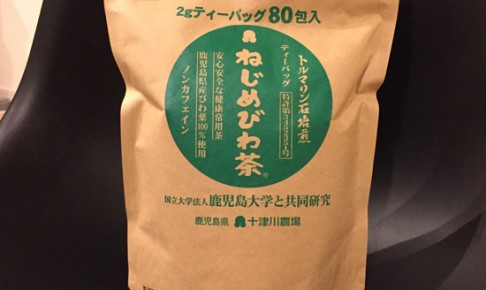 2gティーバッグ80包入
トルマリン石焙煎
ティーバッグ
ねじめびわ茶®
安心安全な健康常用茶
鹿児島県産びわ葉100%使用
ノンカフェイン
国立大学法人 鹿児島大学と共同研究
鹿児島県 十津川農場